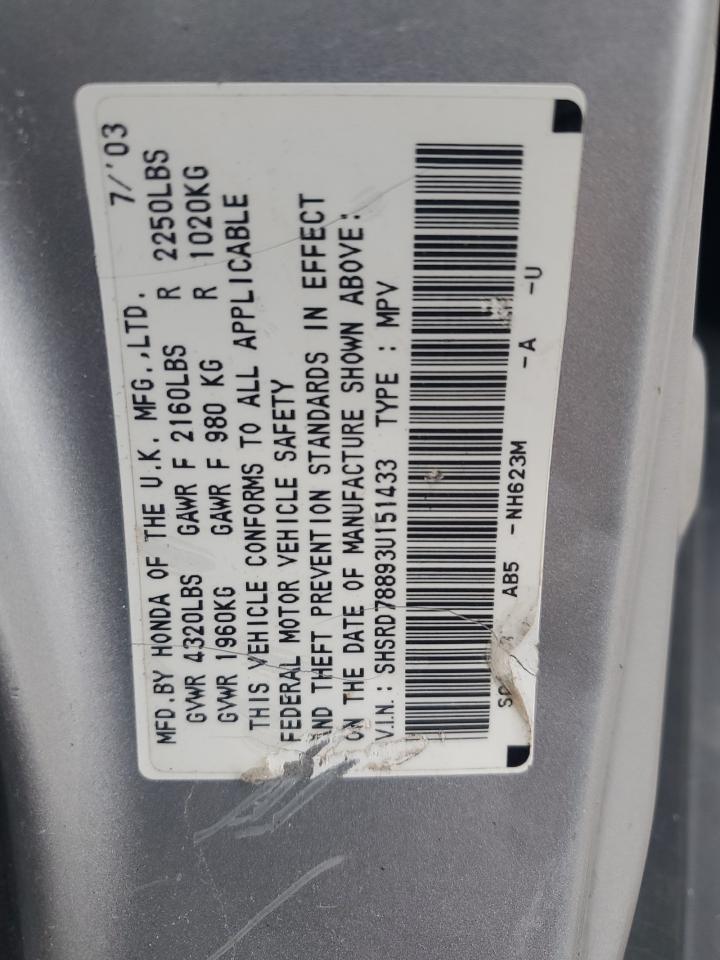 MFD.BY HONDA OF THE U.K. MFG.,LTD. 7/'03
GVWR 4320LBS GAWR F 2160LBS R 2250LBS
GVWR 1960KG GAWR F 980 KG R 1020KG
THIS VEHICLE CONFORMS TO ALL APPLICABLE
FEDERAL MOTOR VEHICLE SAFETY
AND THEFT PREVENTION STANDARDS IN EFFECT
ON THE DATE OF MANUFACTURE SHOWN ABOVE:
V.I.N.: SHSRD78893U151433 TYPE : MPV
AB5 -NH623M -A -U